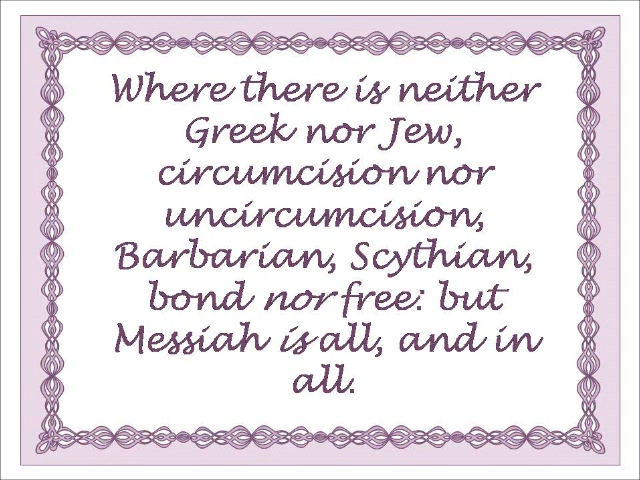 Where there is neither
Greek nor Jew,
circumcision nor
uncircumcision,
Barbarian, Scythian,
bond nor free: but
Messiah is all, and in
all.